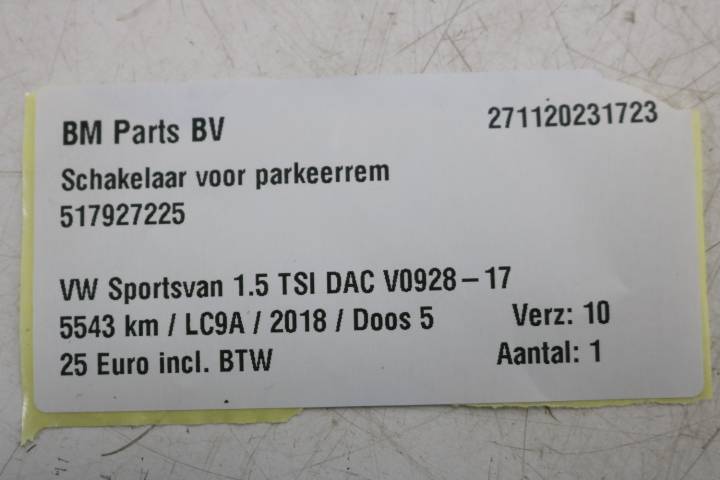 BM Parts BV
271120231723
Schakelaar voor parkeerrem
517927225
VW Sportsvan 1.5 TSI DAC V0928-17
5543 km / LC9A / 2018 / Doos 5 Verz: 10
25 Euro incl. BTW Aantal: 1